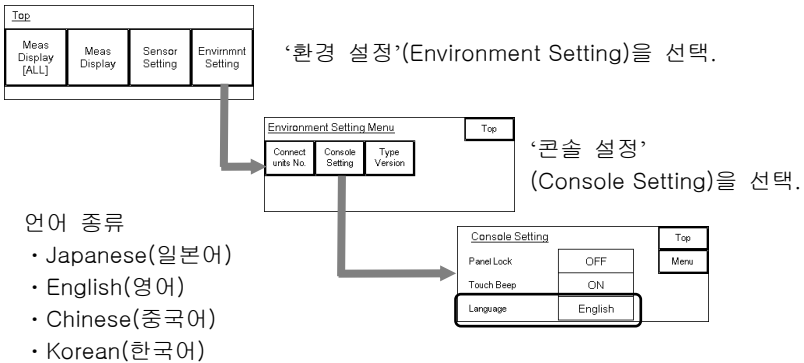 Top
Meas Display [ALL]
Meas Display
Sensor Setting
Envirnmnt Setting
‘환경 설정’(Environment Setting)을 선택.
Environment Setting Menu
Top
Connect units No.
Console Setting
Type Version
‘콘솔 설정’
(Console Setting)을 선택.
언어 종류
・Japanese(일본어)
・English(영어)
・Chinese(중국어)
・Korean(한국어)
Console Setting
Top
Panel Lock
OFF
Menu
Touch Beep
ON
Language
English